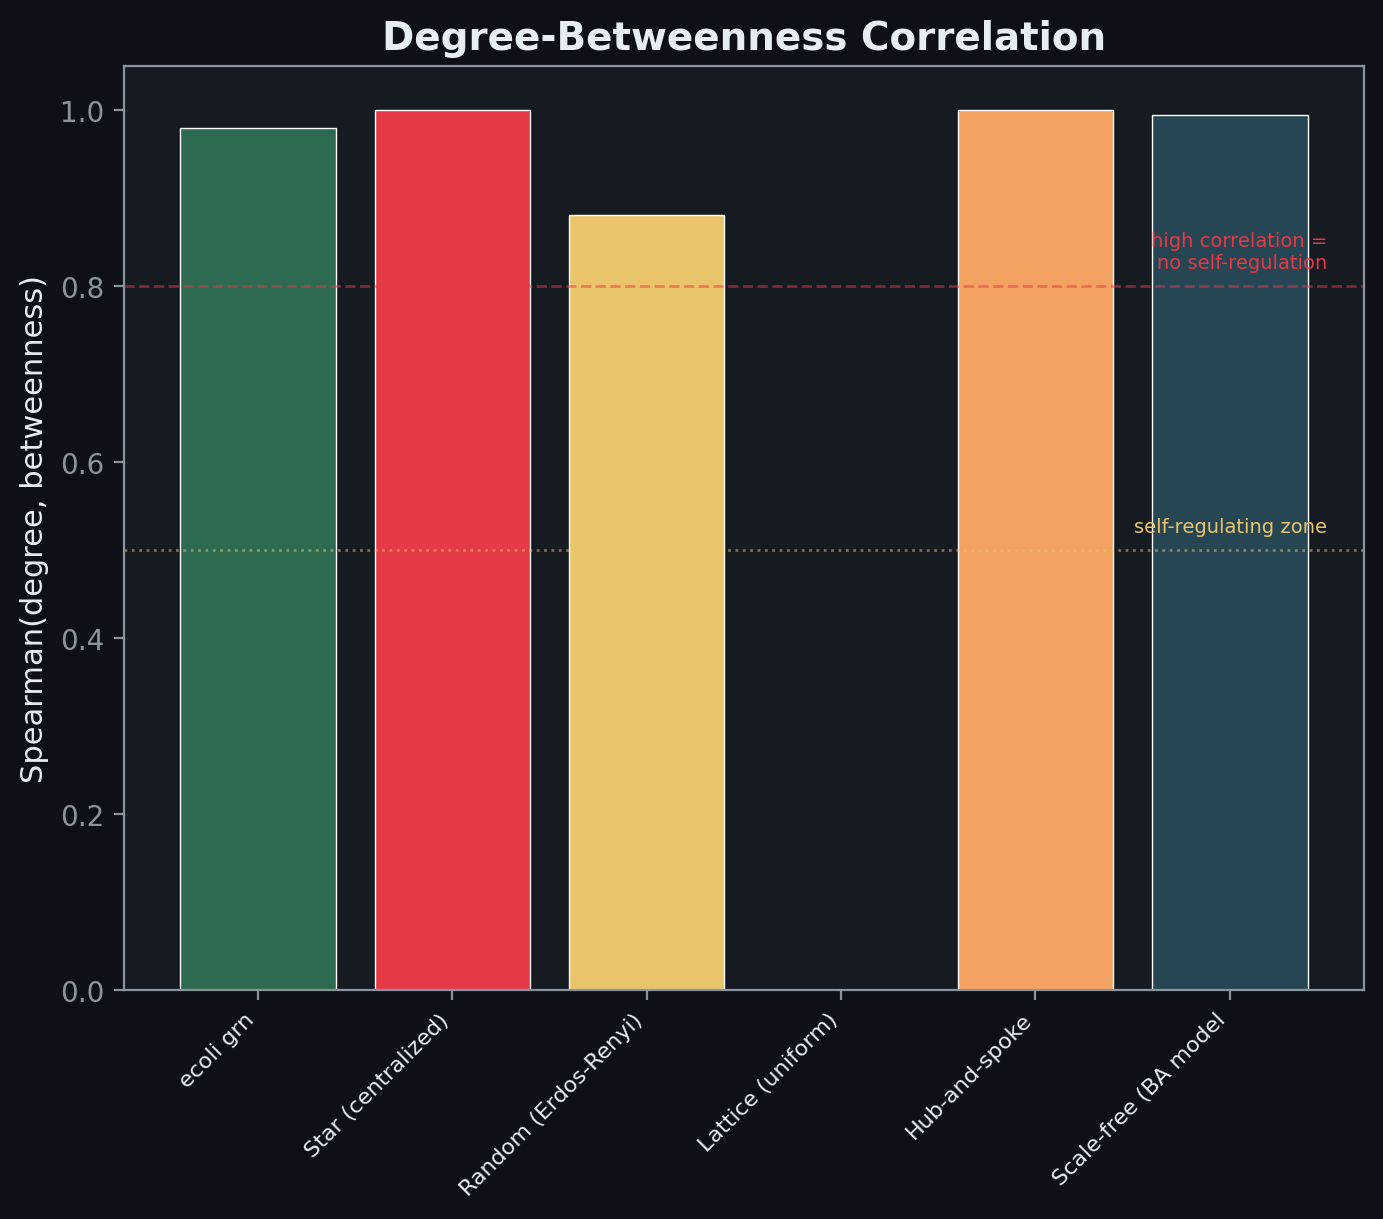 Degree-Betweenness Correlation
Spearman(degree, betweenness)
1.0
0.8
0.6
0.4
0.2
0.0
high correlation =
no self-regulation
self-regulating zone
ecoli grn
Star (centralized)
Random (Erdos-Renyi)
Lattice (uniform)
Hub-and-spoke
Scale-free (BA model